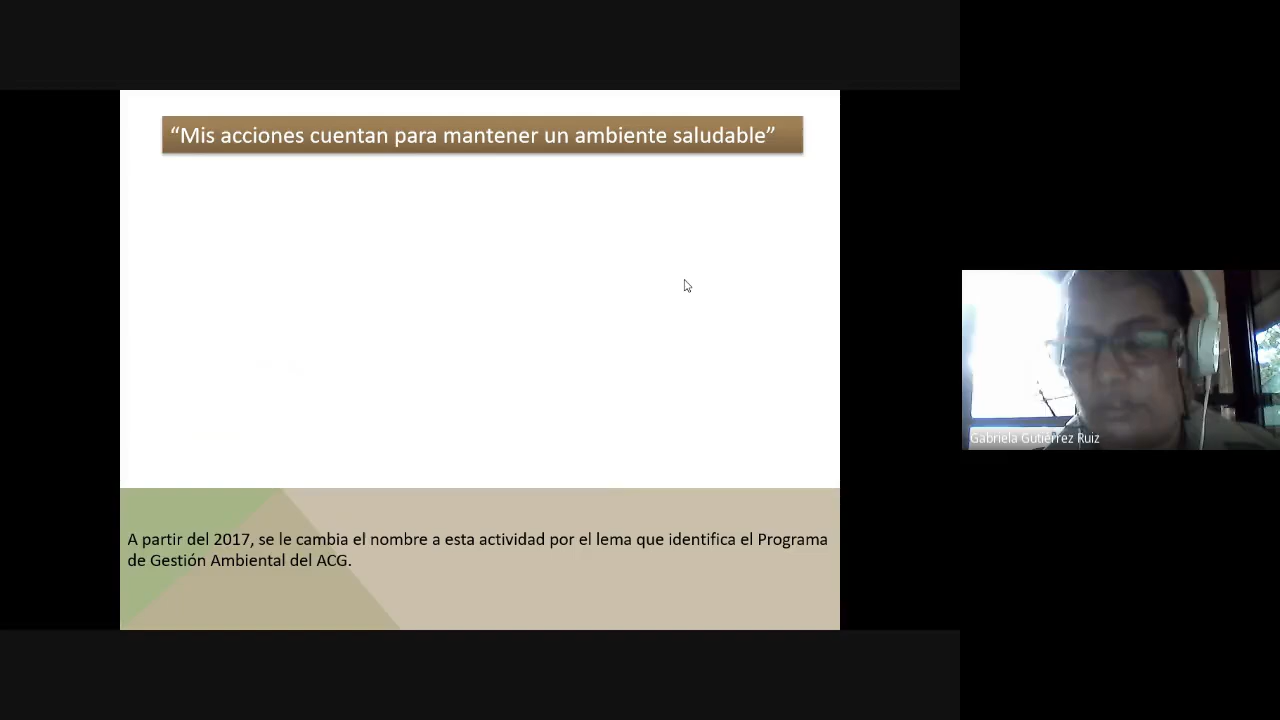 “Mis acciones cuentan para mantener un ambiente saludable”
A partir del 2017, se le cambia el nombre a esta actividad por el lema que identifica el Programa
de Gestión Ambiental del ACG.
Gabriela Gutiérrez Ruiz